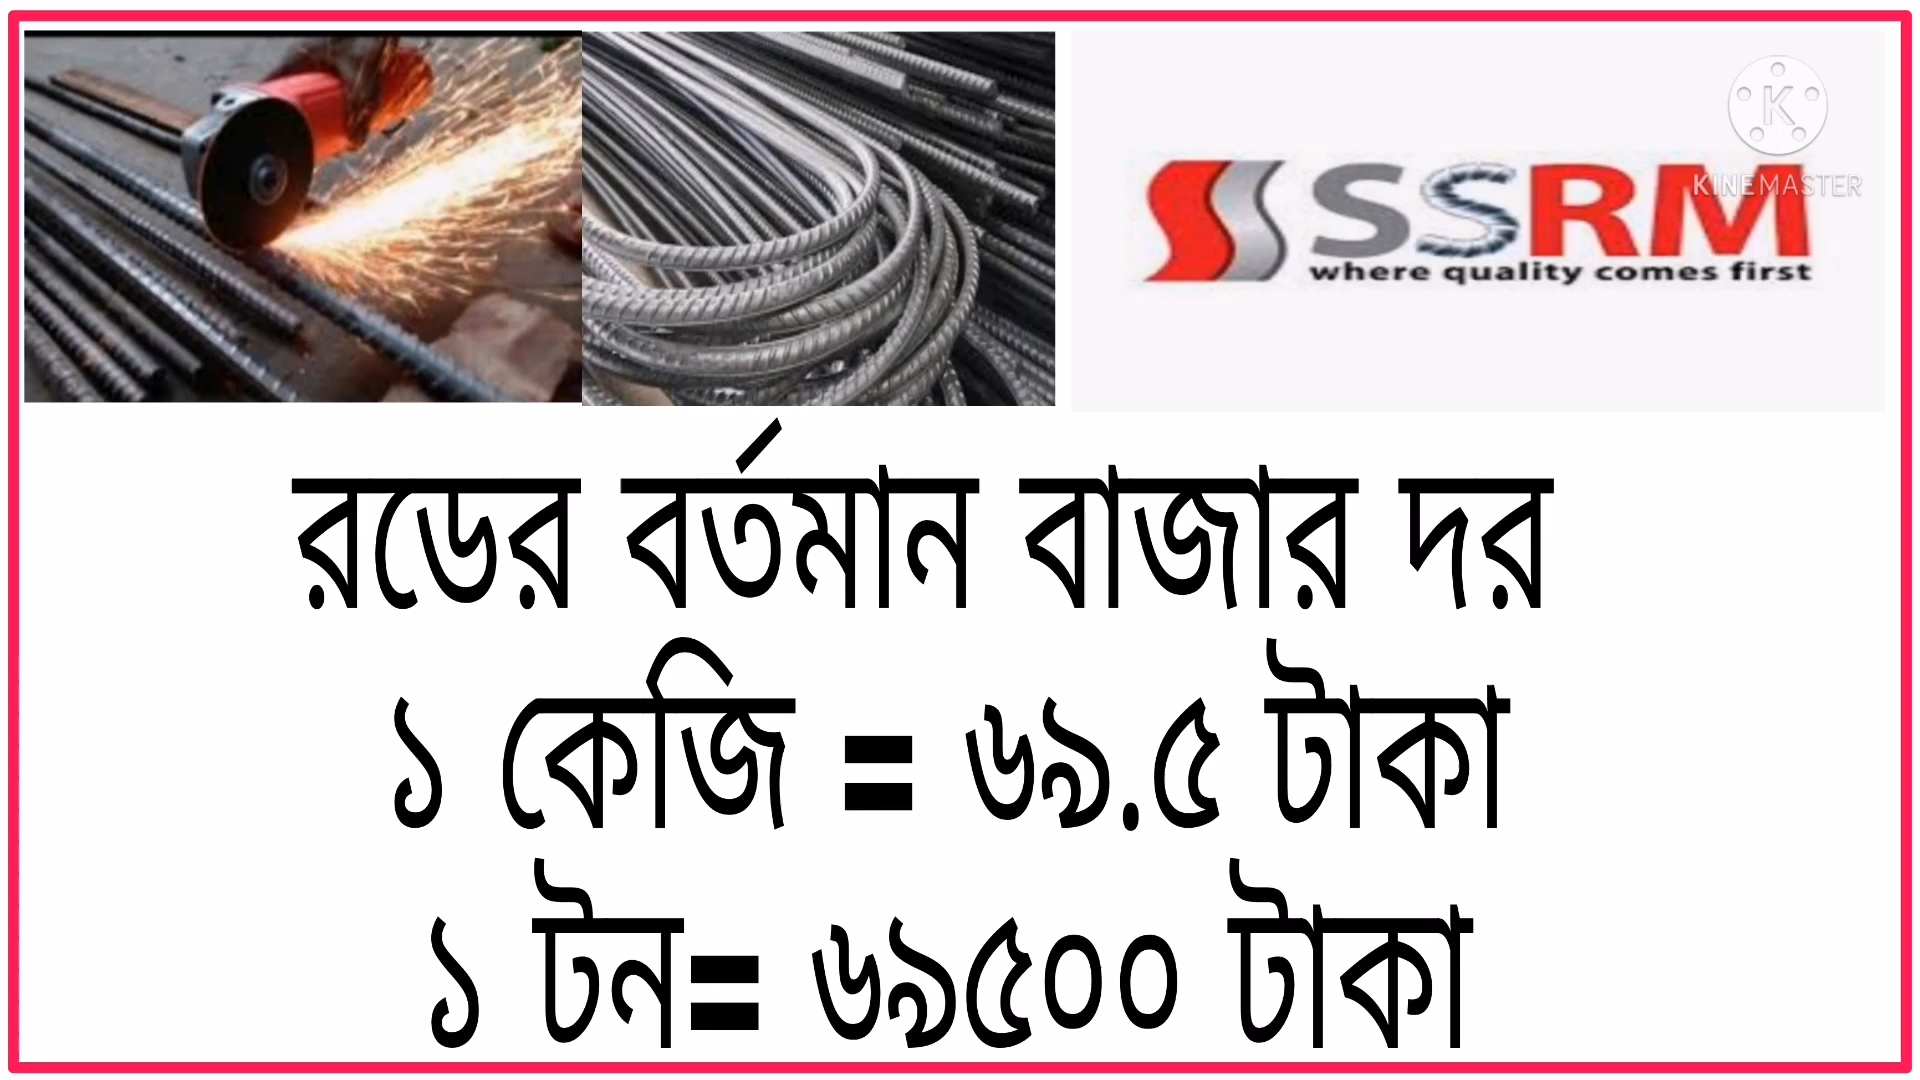 KINEMASTER
SSRM
where quality comes first
রডের বর্তমান বাজার দর
১ কেজি = ৬৯.৫ টাকা
১ টন= ৬৯৫০০ টাকা